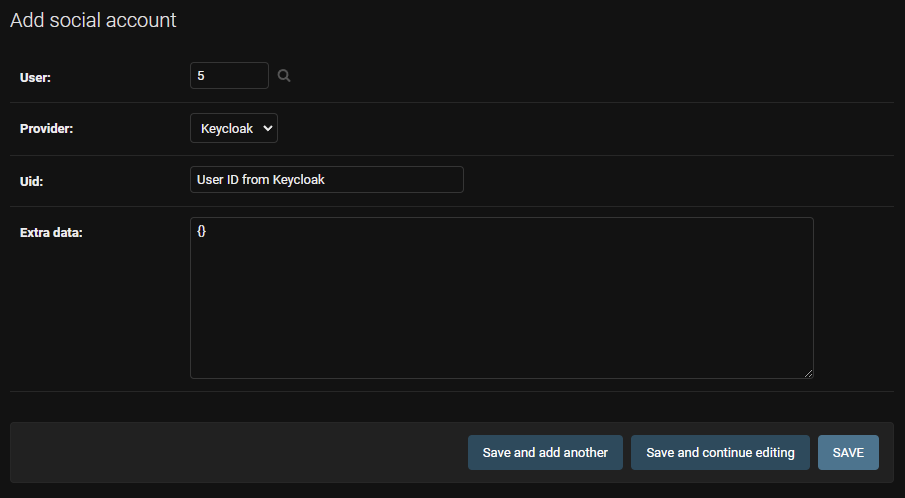 Add social account
User:
5
Provider:
Keycloak
Uid:
User ID from Keycloak
Extra data:
{}
Save and add another
Save and continue editing
SAVE